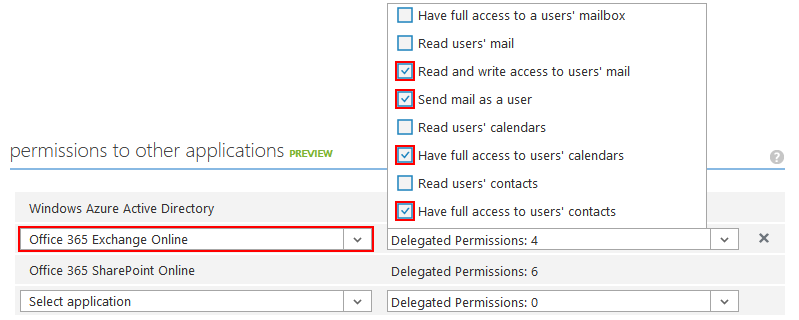 Have full access to a users' mailbox
Read users' mail
Read and write access to users' mail
Send mail as a user
Read users' calendars
Have full access to users' calendars
Read users' contacts
Have full access to users' contacts
permissions to other applications PREVIEW
?
Windows Azure Active Directory
Office 365 Exchange Online Delegated Permissions: 4
Office 365 SharePoint Online Delegated Permissions: 6
Select application Delegated Permissions: 0